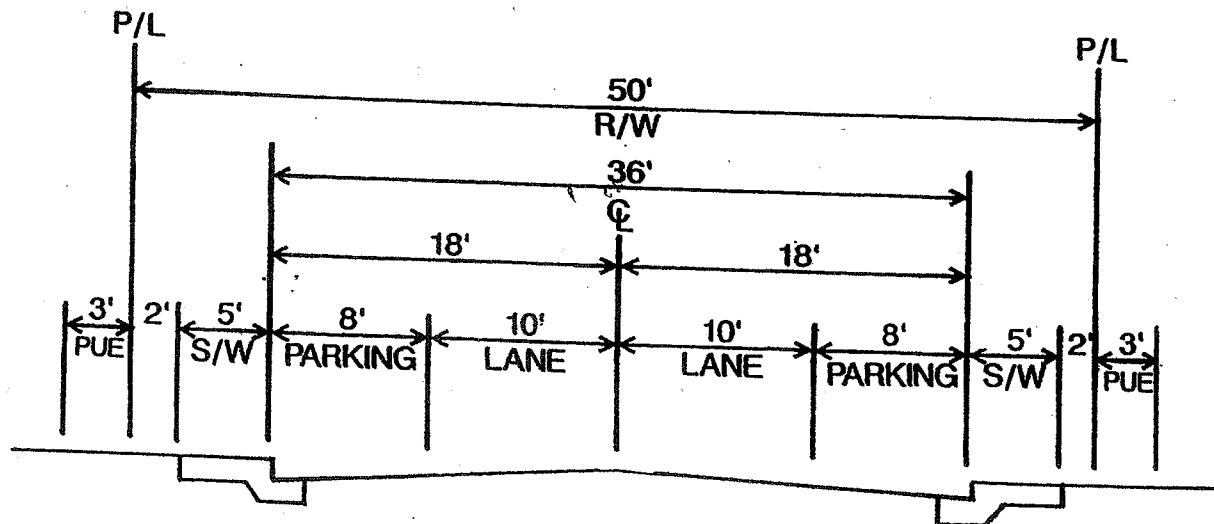 P/L P/L
50'
R/W
36'
CL
18' 18'
3' 2' 5' 8' 10' 10' 8' 5' 2' 3'
PUE S/W PARKING LANE LANE PARKING S/W PUE